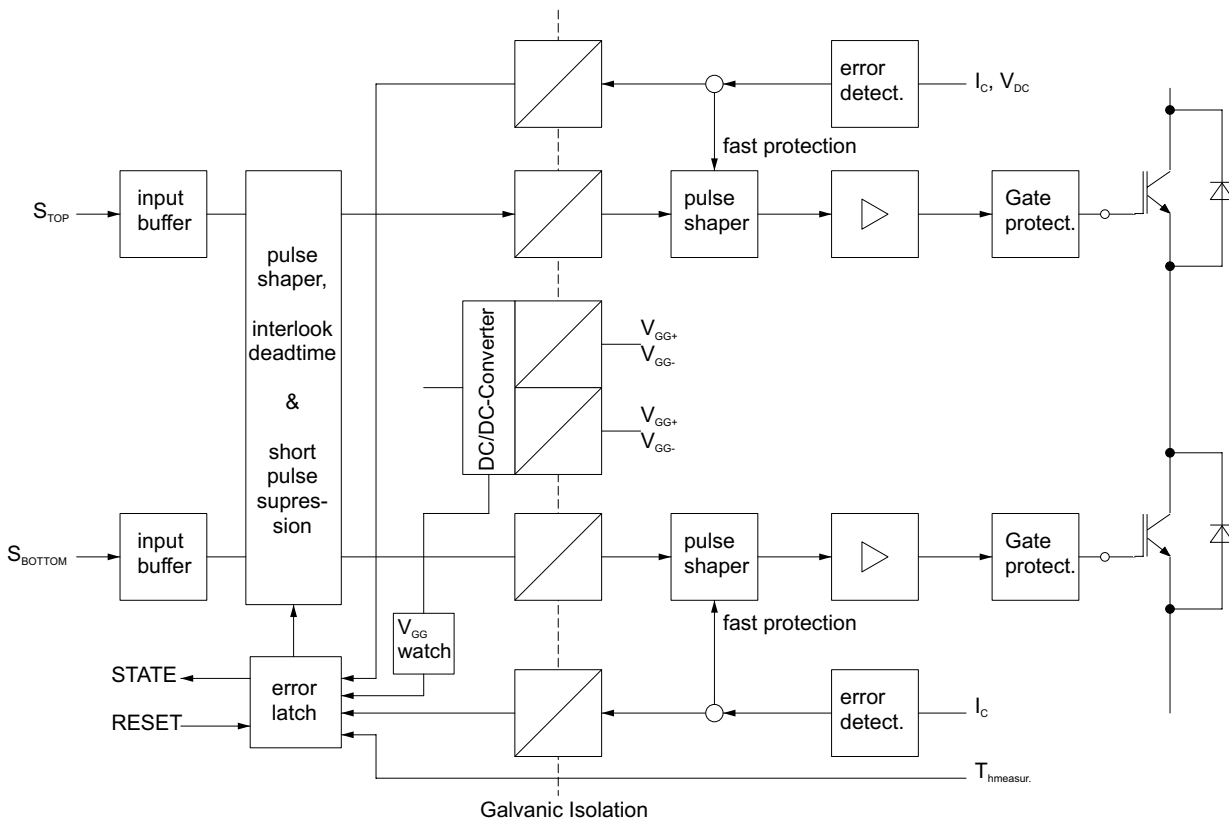 error
detect.
I_C, V_DC
fast protection
S_TOP
input
buffer
pulse
shaper,
interlook
deadtime
&
short
pulse
supres-
sion
pulse
shaper
Gate
protect.
DC/DC-Converter
V_GG+
V_GG-
V_GG+
V_GG-
S_BOTTOM
input
buffer
pulse
shaper
Gate
protect.
fast protection
V_GG
watch
STATE
RESET
error
latch
error
detect.
I_C
T_hmeasur.
Galvanic Isolation